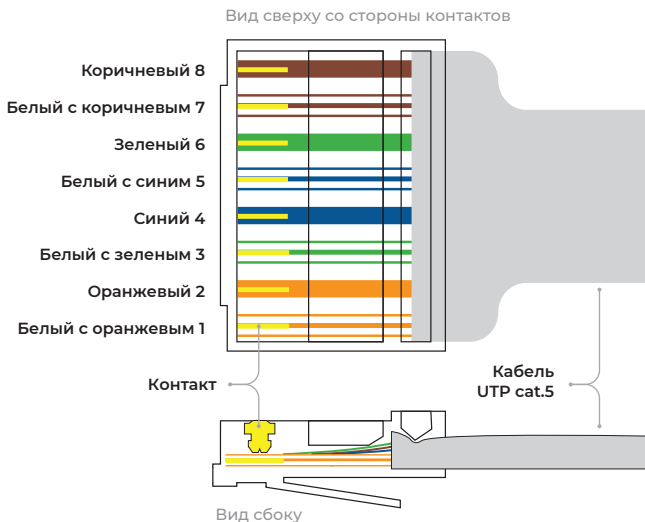 Вид сверху со стороны контактов
Коричневый 8
Белый с коричневым 7
Зеленый 6
Белый с синим 5
Синий 4
Белый с зеленым 3
Оранжевый 2
Белый с оранжевым 1
Контакт
Кабель
UTP cat.5
Вид сбоку